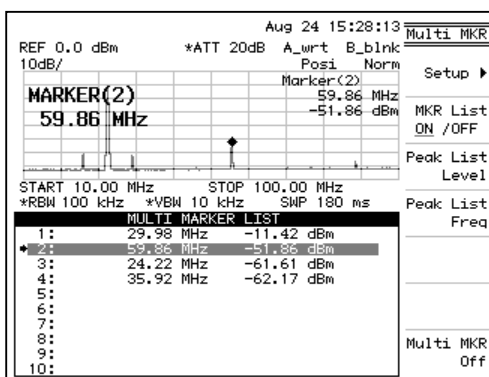 Aug 24 15:28:13
Multi MKR
REF 0.0 dBm *ATT 20dB A_wrt B_blnk
10dB/ Posi Norm
Marker(2)
59.86 MHz
-51.86 dBm
MARKER(2)
59.86 MHz
START 10.00 MHz STOP 100.00 MHz
*RBW 100 kHz *VBW 10 kHz SWP 180 ms
MULTI MARKER LIST
1: 29.98 MHz -11.42 dBm
2: 59.86 MHz -51.86 dBm
3: 24.22 MHz -61.61 dBm
4: 35.92 MHz -62.17 dBm
5:
6:
7:
8:
9:
10:
Setup
MKR List
ON /OFF
Peak List
Level
Peak List
Freq
Multi MKR
Off